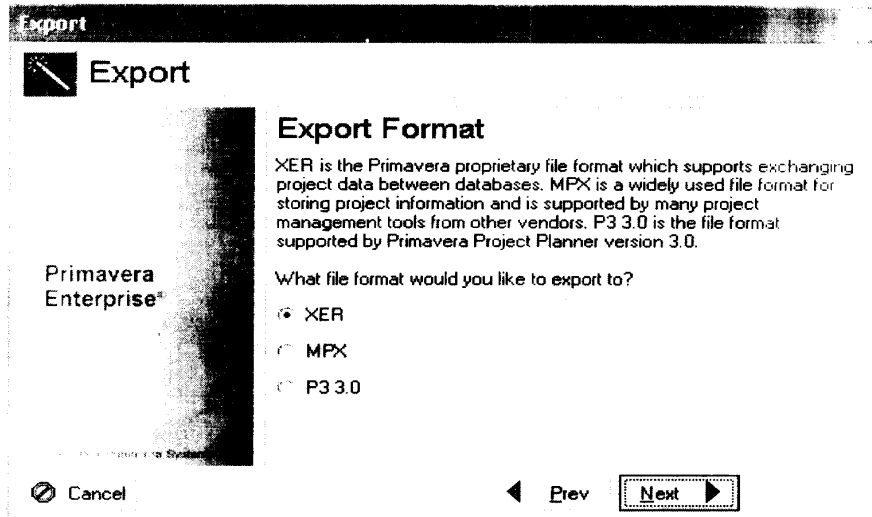 Export
Export
Export Format
XER is the Primavera proprietary file format which supports exchanging
project data between databases. MPX is a widely used file format for
storing project information and is supported by many project
management tools from other vendors. P3 3.0 is the file format
supported by Primavera Project Planner version 3.0.
What file format would you like to export to?
XER
MPX
P3 3.0
Primavera
Enterprise®
Cancel
Prev
Next